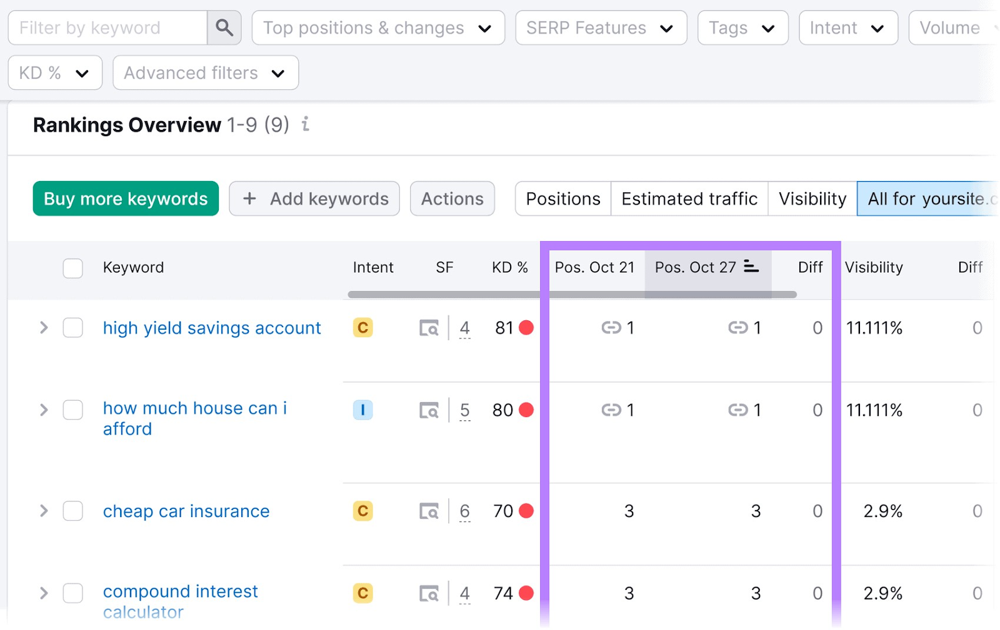 Filter by keyword Top positions & changes SERP Features Tags Intent Volume
KD % Advanced filters
Rankings Overview 1-9 (9) i
Buy more keywords + Add keywords Actions Positions Estimated traffic Visibility All for yoursite.c
Keyword Intent SF KD % Pos. Oct 21 Pos. Oct 27 Diff Visibility Diff
high yield savings account C 4 81 1 1 0 11.111% 0
how much house can i
afford I 5 80 1 1 0 11.111% 0
cheap car insurance C 6 70 3 3 0 2.9% 0
compound interest
calculator C 4 74 3 3 0 2.9% 0